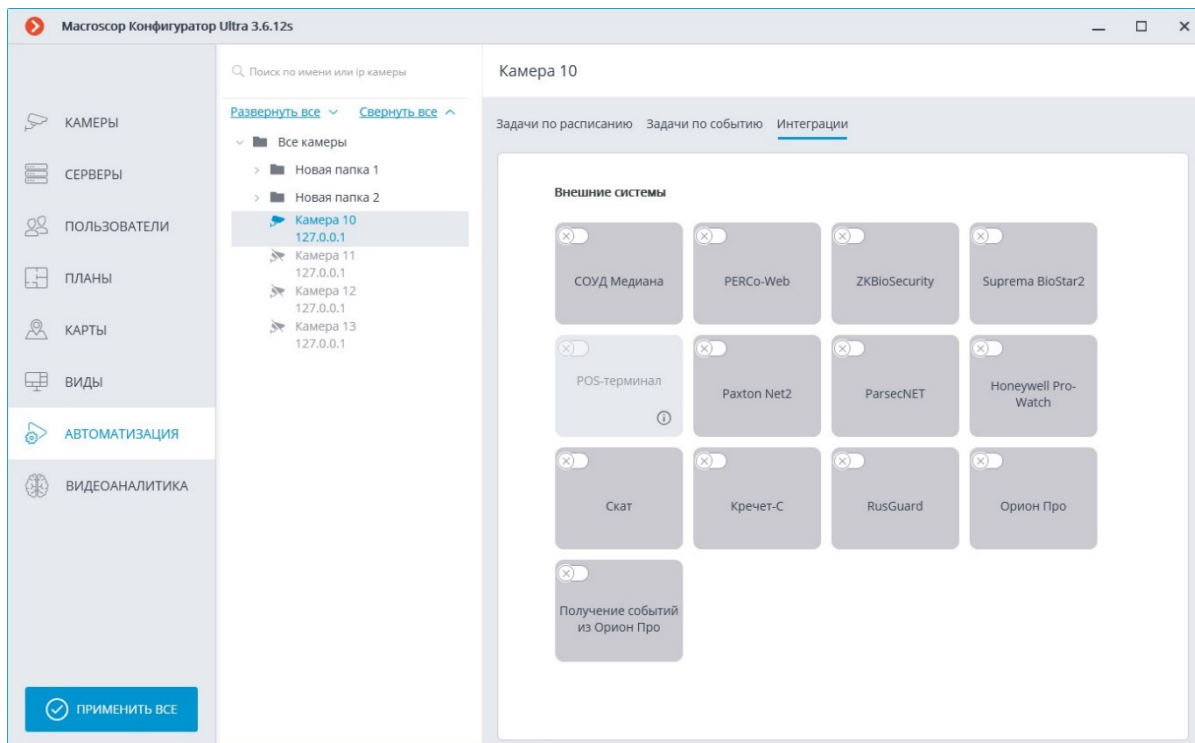 Macroscop Конфигуратор Ultra 3.6.12s
КАМЕРЫ
СЕРВЕРЫ
ПОЛЬЗОВАТЕЛИ
ПЛАНЫ
КАРТЫ
ВИДЫ
АВТОМАТИЗАЦИЯ
ВИДЕОАНАЛИТИКА
ПРИМЕНИТЬ ВСЕ
Поиск по имени или ip камеры
Развернуть все Свернуть все
Все камеры
Новая папка 1
Новая папка 2
Камера 10
127.0.0.1
Камера 11
127.0.0.1
Камера 12
127.0.0.1
Камера 13
127.0.0.1
Камера 10
Задачи по расписанию Задачи по событию Интеграции
Внешние системы
СОУД Медиана
PERCo-Web
ZKBioSecurity
Suprema BioStar2
POS-терминал
Paxton Net2
ParsecNET
Honeywell Pro-
Watch
Скат
Кречет-С
RusGuard
Орион Про
Получение событий
из Орион Про